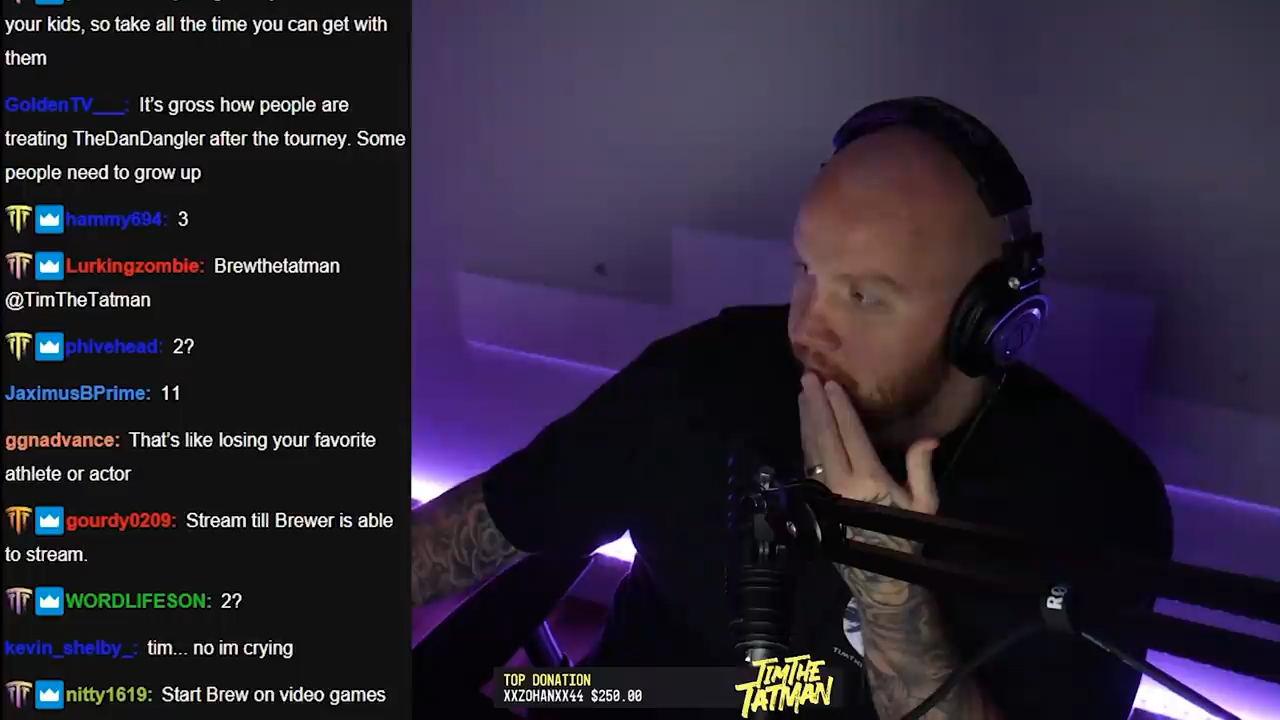 your kids, so take all the time you can get with
them
GoldenTV___: It's gross how people are
treating TheDanDangler after the tourney. Some
people need to grow up
hammy694: 3
Lurkingzombie: Brewthetatman
@TimTheTatman
phivehead: 2?
JaximusBPrime: 11
ggnadvance: That's like losing your favorite
athlete or actor
gourdy0209: Stream till Brewer is able
to stream.
WORDLIFESON: 2?
kevin_shelby_: tim... no im crying
nitty1619: Start Brew on video games
TOP DONATION
XXZOHANXX44 $250.00
TIMTHE
TATMAN